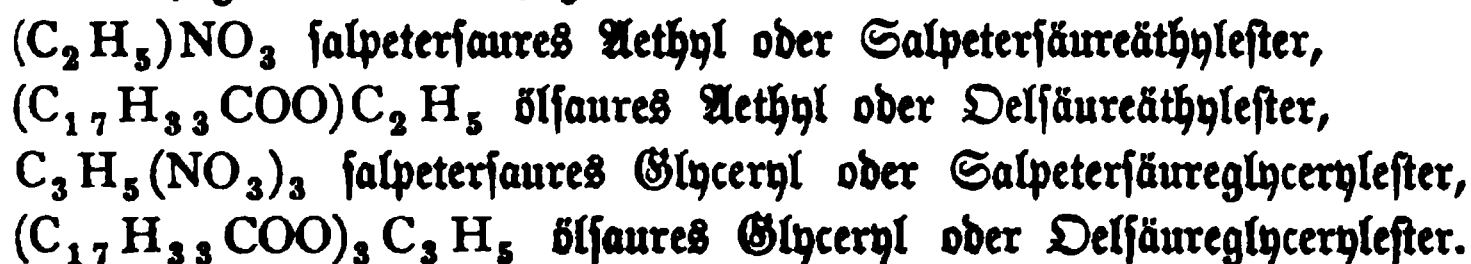 (C₂H₅)NO₃ ſalpeterſaures Aethyl oder Salpeterſäureäthyleſter,
(C₁₇H₃₃COO)C₂H₅ ölſaures Aethyl oder Oelſäureäthyleſter,
C₃H₅(NO₃)₃ ſalpeterſaures Glyceryl oder Salpeterſäureglyceryleſter,
(C₁₇H₃₃COO)₃C₃H₅ ölſaures Glyceryl oder Oelſäureglyceryleſter.